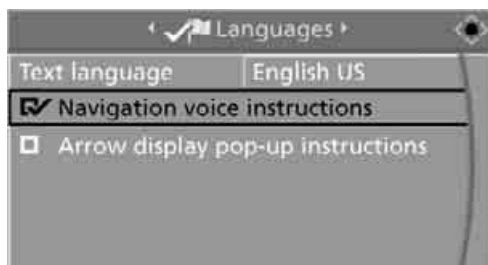 Languages
Text language English US
Navigation voice instructions
Arrow display pop-up instructions